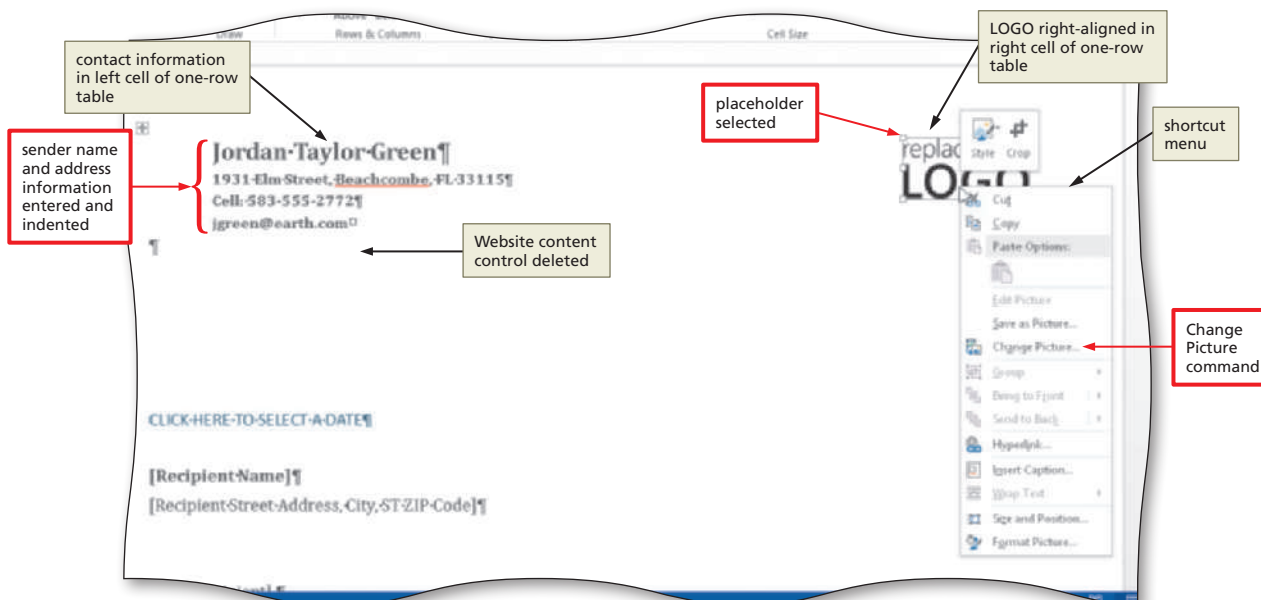 Draw
Rows & Columns
Cell Size
contact information
in left cell of one-row
table
LOGO right-aligned in
right cell of one-row
table
placeholder
selected
shortcut
menu
sender name
and address
information
entered and
indented
Jordan·Taylor·Green¶
1931·Elm·Street,·Beachcombe,·FL·33115¶
Cell:·583-555-2772¶
jgreen@earth.com¤
¶
Website content
control deleted
replac
LOGO
Style Crop
Cut
Copy
Paste Options:
Edit Picture
Save as Picture...
Change Picture...
Group
Bring to Front
Send to Back
Hyperlink...
Insert Caption...
Wrap Text
Size and Position...
Format Picture...
Change
Picture
command
CLICK·HERE·TO·SELECT·A·DATE¶
[Recipient·Name]¶
[Recipient·Street·Address,·City,·ST·ZIP·Code]¶